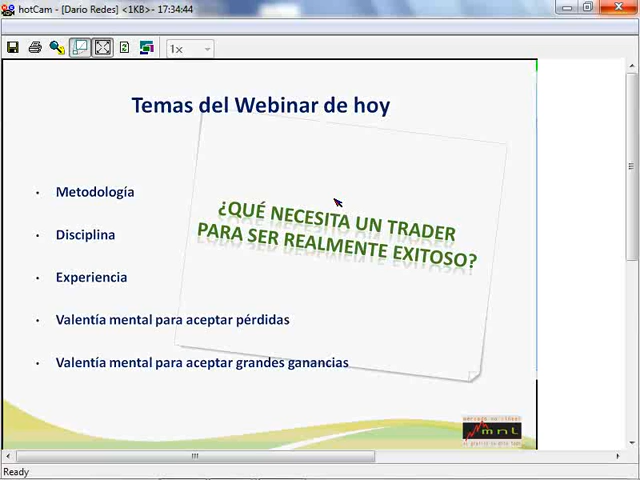 hotCam - [Dario Redes] <1KB> - 17:34:44
1x
Temas del Webinar de hoy
¿QUÉ NECESITA UN TRADER
PARA SER REALMENTE EXITOSO?
• Metodología
• Disciplina
• Experiencia
• Valentía mental para aceptar pérdidas
• Valentía mental para aceptar grandes ganancias
mnl
Ready